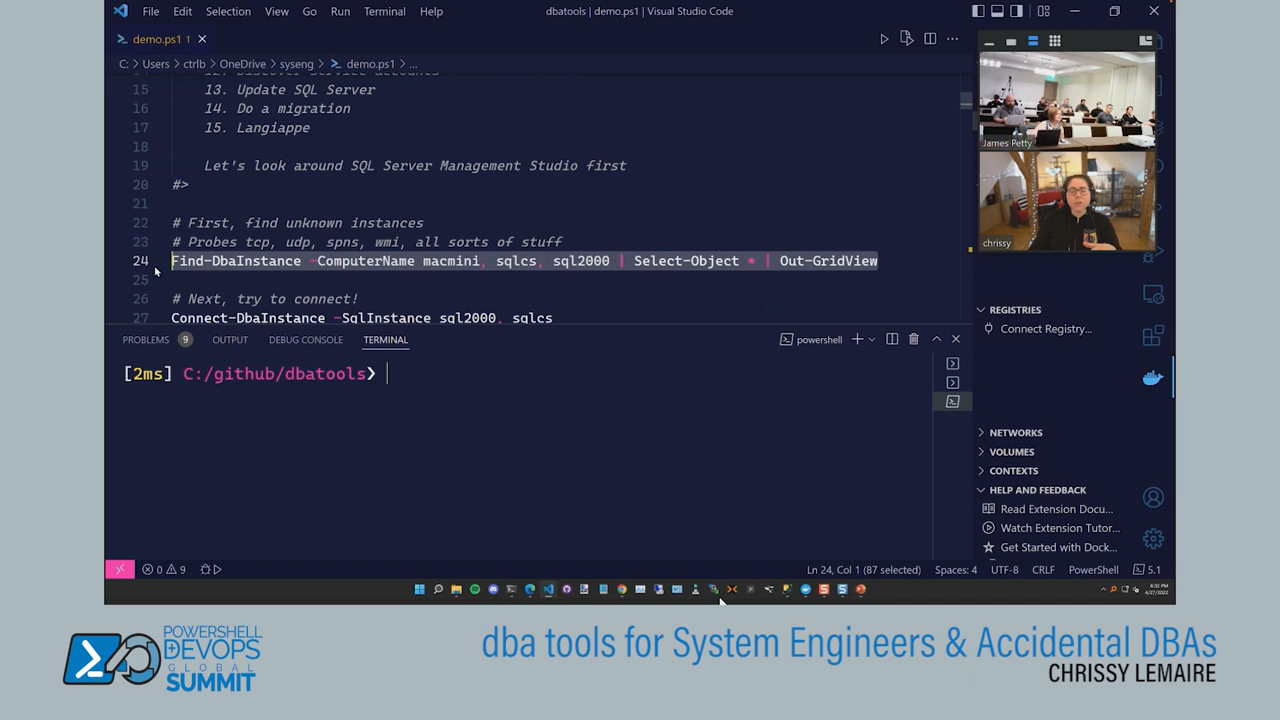 File Edit Selection View Go Run Terminal Help
dbatools | demo.ps1 | Visual Studio Code
demo.ps1 1
C: > Users > ctrlb > OneDrive > syseng > demo.ps1 > ...
15 13. Update SQL Server
16 14. Do a migration
17 15. Langiappe
18
19 Let's look around SQL Server Management Studio first
20 #>
21
22 # First, find unknown instances
23 # Probes tcp, udp, spns, wmi, all sorts of stuff
24 Find-DbaInstance -ComputerName macmini, sqlcs, sql2000 | Select-Object * | Out-GridView
25
26 # Next, try to connect!
27 Connect-DbaInstance -SqlInstance sql2000, sqlcs
PROBLEMS 9 OUTPUT DEBUG CONSOLE TERMINAL
powershell
[2ms] C:/github/dbatools❯
James Petty
chrissy
REGISTRIES
Connect Registry...
NETWORKS
VOLUMES
CONTEXTS
HELP AND FEEDBACK
Read Extension Docu...
Watch Extension Tutor...
Get Started with Dock...
0 9
Ln 24, Col 1 (87 selected) Spaces: 4 UTF-8 CRLF PowerShell 5.1
6:32 PM
4/27/2022
POWERSHELL
DEVOPS
GLOBAL
SUMMIT
dba tools for System Engineers & Accidental DBAs
CHRISSY LEMAIRE